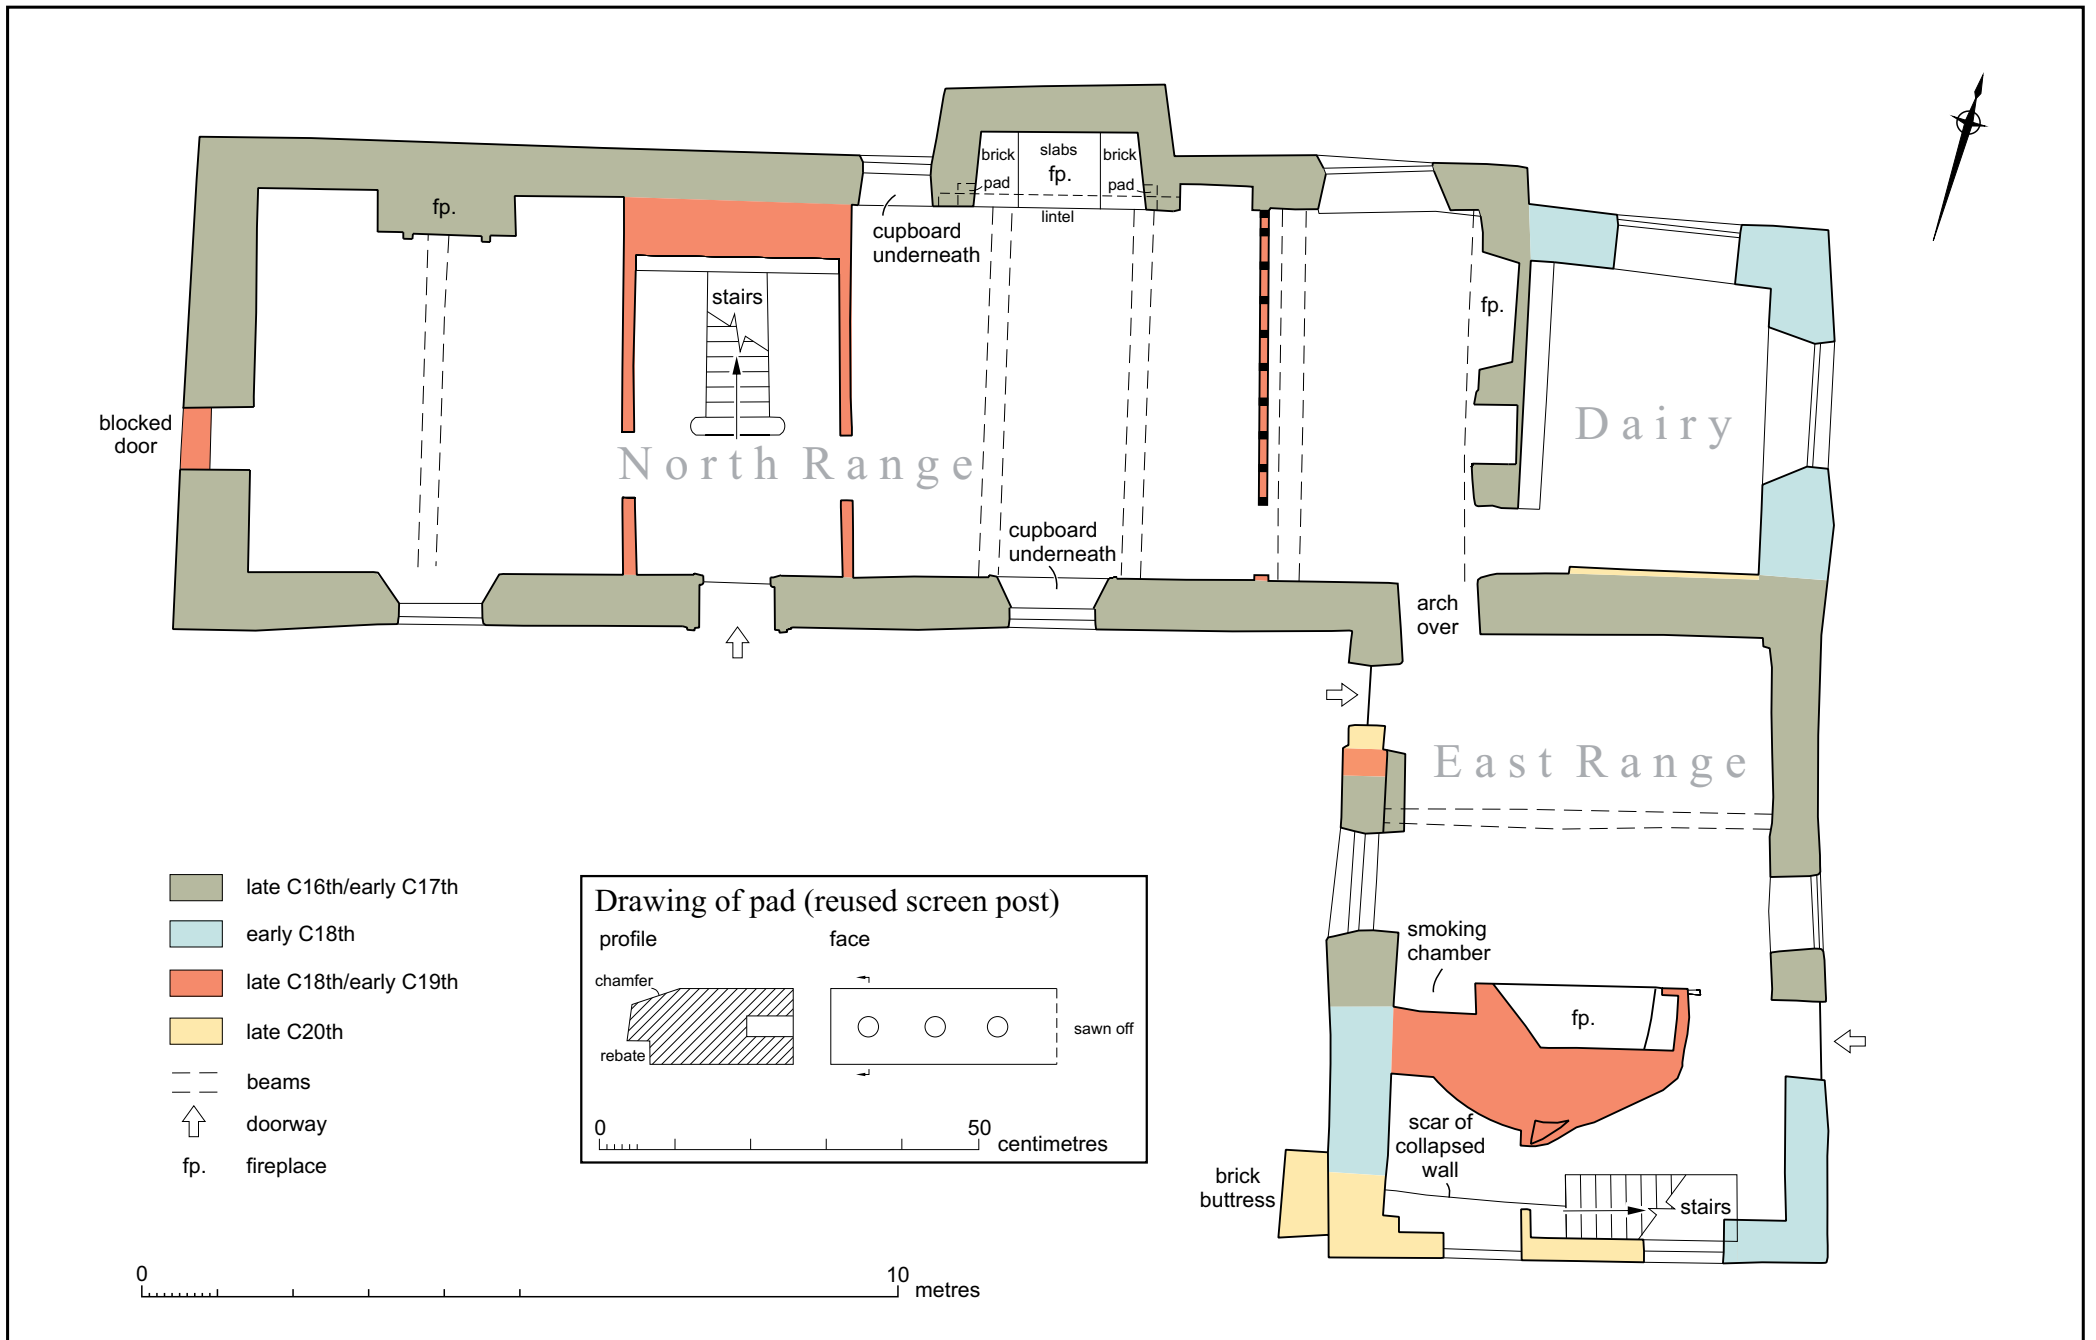 brick
slabs
brick
fp.
pad
pad
lintel
fp.
cupboard
underneath
stairs
fp.
blocked
door
North Range
Dairy
cupboard
underneath
arch
over
East Range
late C16th/early C17th
early C18th
late C18th/early C19th
late C20th
beams
doorway
fp.
fireplace
Drawing of pad (reused screen post)
profile
face
chamfer
rebate
sawn off
0
50
centimetres
smoking
chamber
fp.
scar of
collapsed
wall
brick
buttress
stairs
0
10
metres